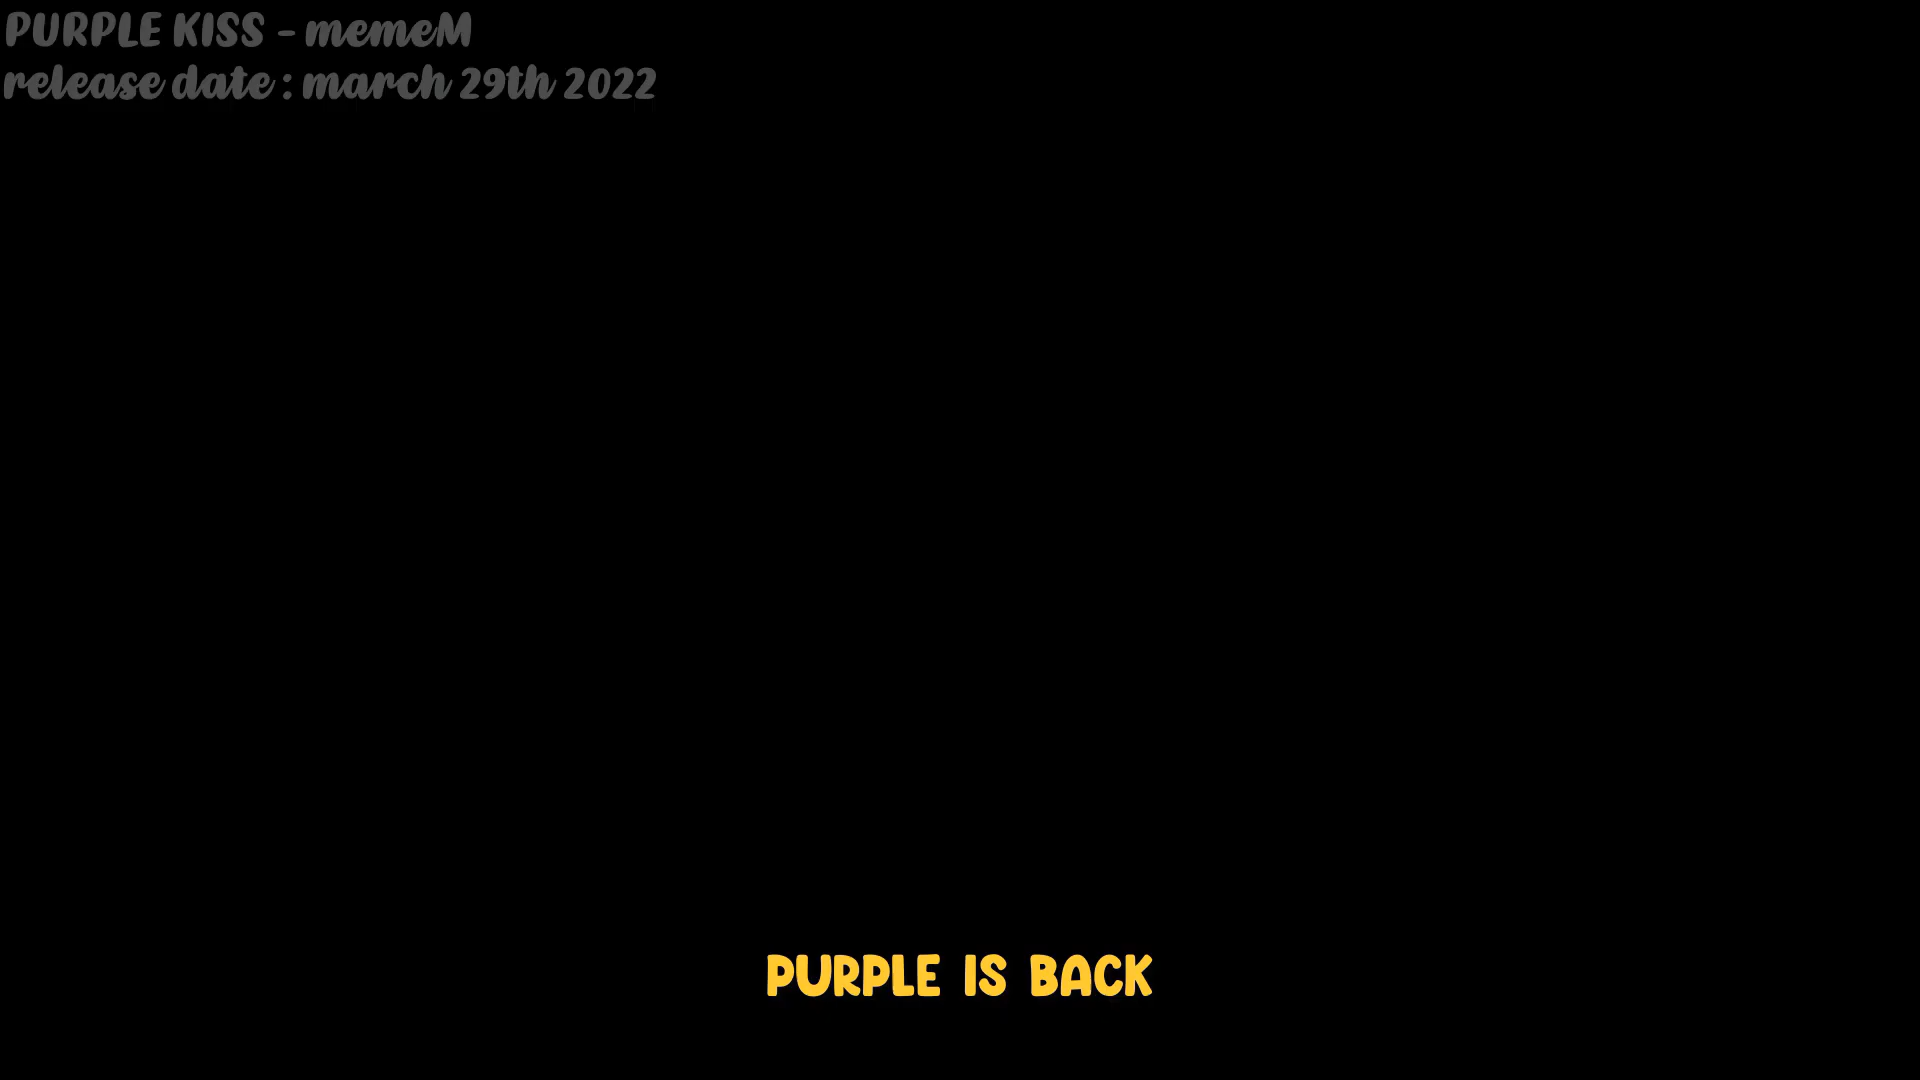 PURPLE KISS - memeM
release date : march 29th 2022
PURPLE IS BACK